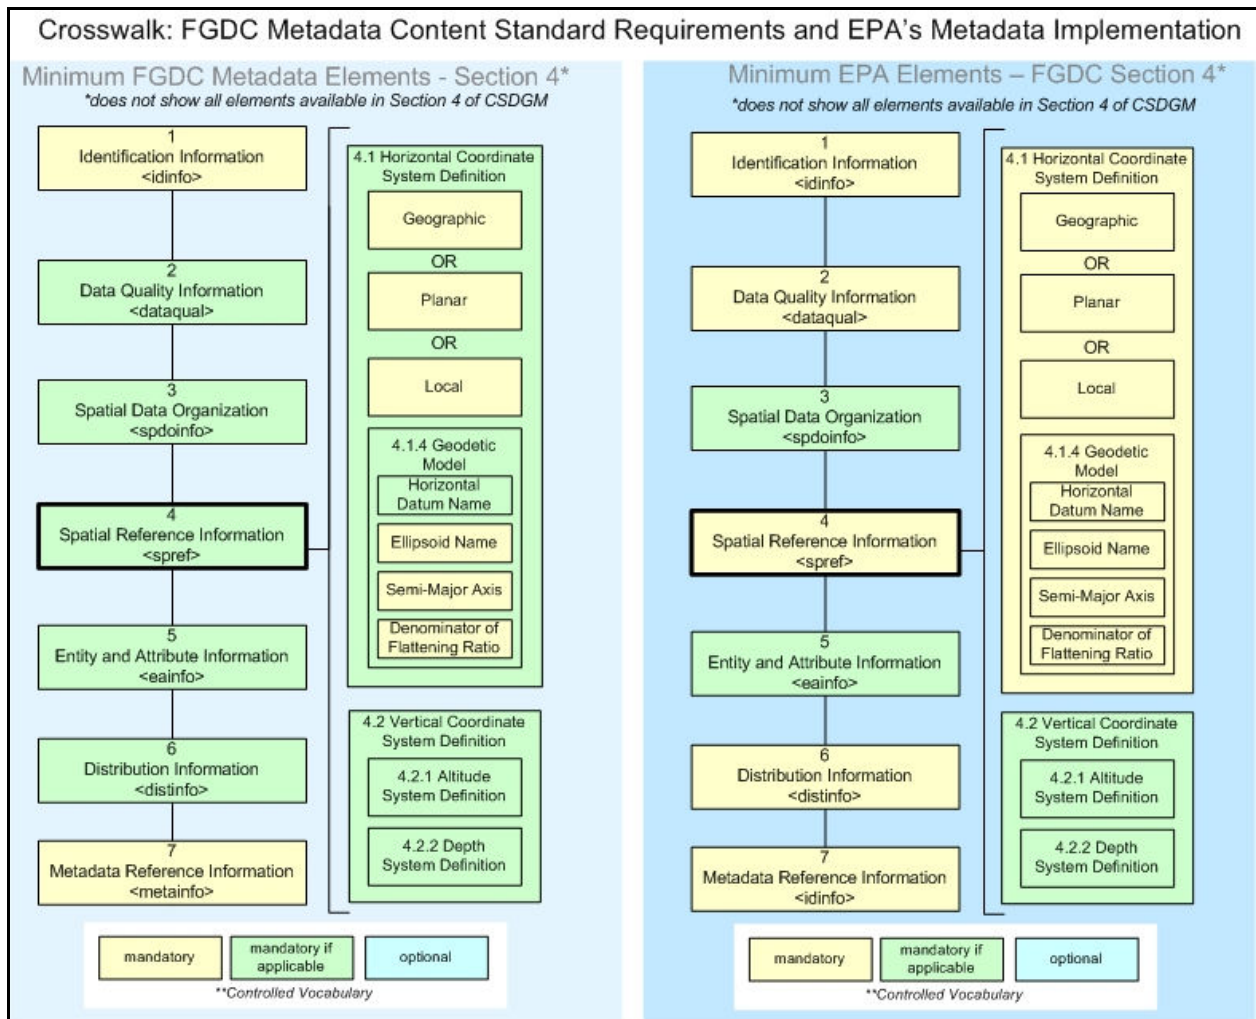 Crosswalk: FGDC Metadata Content Standard Requirements and EPA's Metadata Implementation
Minimum FGDC Metadata Elements - Section 4*
*does not show all elements available in Section 4 of CSDGM
1
Identification Information
<idinfo>
2
Data Quality Information
<dataqual>
3
Spatial Data Organization
<spdoinfo>
4
Spatial Reference Information
<spref>
5
Entity and Attribute Information
<eainfo>
6
Distribution Information
<distinfo>
7
Metadata Reference Information
<metainfo>
4.1 Horizontal Coordinate
System Definition
Geographic
OR
Planar
OR
Local
4.1.4 Geodetic
Model
Horizontal
Datum Name
Ellipsoid Name
Semi-Major Axis
Denominator of
Flattening Ratio
4.2 Vertical Coordinate
System Definition
4.2.1 Altitude
System Definition
4.2.2 Depth
System Definition
mandatory
mandatory if
applicable
optional
**Controlled Vocabulary
Minimum EPA Elements – FGDC Section 4*
*does not show all elements available in Section 4 of CSDGM
1
Identification Information
<idinfo>
2
Data Quality Information
<dataqual>
3
Spatial Data Organization
<spdoinfo>
4
Spatial Reference Information
<spref>
5
Entity and Attribute Information
<eainfo>
6
Distribution Information
<distinfo>
7
Metadata Reference Information
<idinfo>
4.1 Horizontal Coordinate
System Definition
Geographic
OR
Planar
OR
Local
4.1.4 Geodetic
Model
Horizontal
Datum Name
Ellipsoid Name
Semi-Major Axis
Denominator of
Flattening Ratio
4.2 Vertical Coordinate
System Definition
4.2.1 Altitude
System Definition
4.2.2 Depth
System Definition
mandatory
mandatory if
applicable
optional
**Controlled Vocabulary